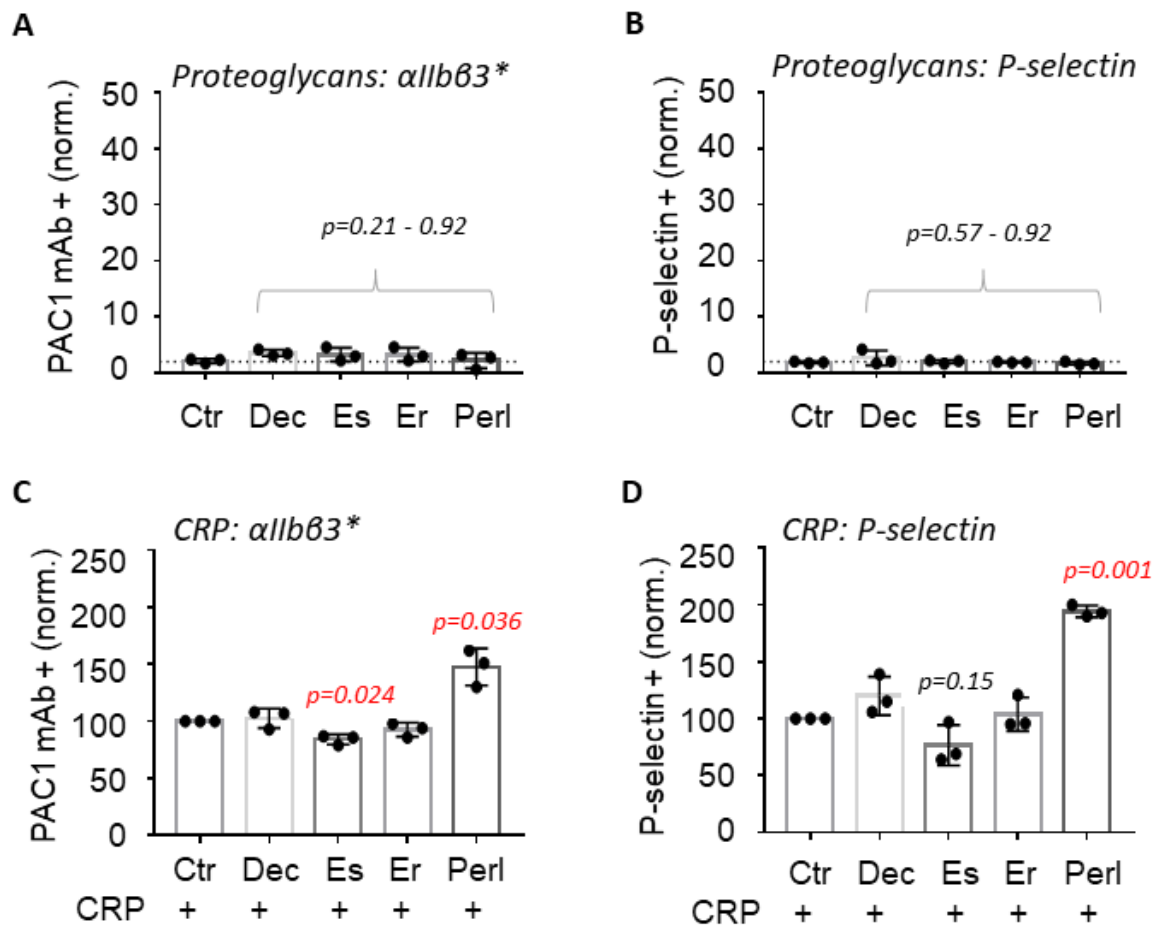 A
Proteoglycans: αIIbβ3*
PAC1 mAb + (norm.)
50
40
30
20
10
0
p=0.21 - 0.92
Ctr Dec Es Er Perl
B
Proteoglycans: P-selectin
P-selectin + (norm.)
50
40
30
20
10
0
p=0.57 - 0.92
Ctr Dec Es Er Perl
C
CRP: αIIbβ3*
PAC1 mAb + (norm.)
250
200
150
100
50
0
p=0.024
p=0.036
Ctr Dec Es Er Perl
CRP + + + + +
D
CRP: P-selectin
P-selectin + (norm.)
250
200
150
100
50
0
p=0.15
p=0.001
Ctr Dec Es Er Perl
CRP + + + + +